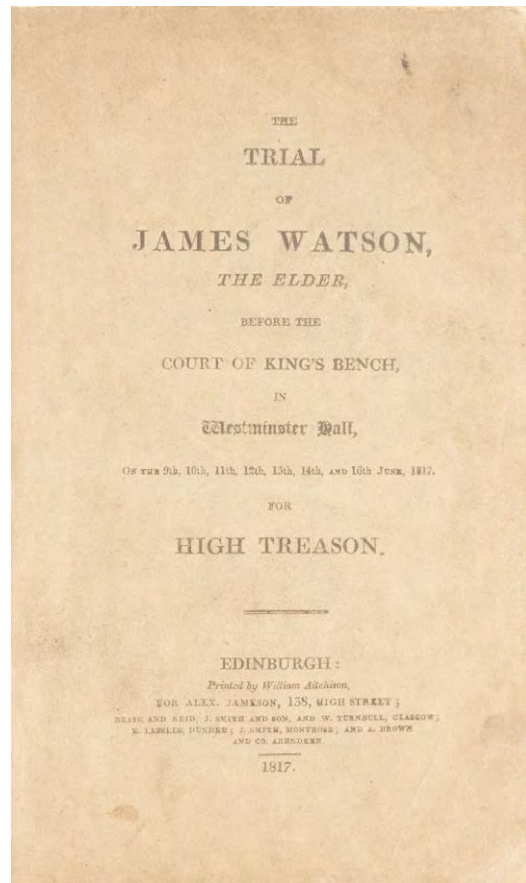 THE
TRIAL
OF
JAMES WATSON,
THE ELDER,
BEFORE THE
COURT OF KING'S BENCH,
IN
Westminster Hall,
ON THE 9th, 10th, 11th, 12th, 13th, 14th, AND 16th JUNE, 1817.
FOR
HIGH TREASON.
EDINBURGH:
Printed by William Aitchison,
FOR ALEX. JAMESON, 158, HIGH STREET;
BRASH AND REID, J. SMITH AND SON, AND W. TURNBULL, GLASGOW;
E. LESSLIE, DUNDEE; J. SMITH, MONTROSE; AND A. BROWN
AND CO. ABERDEEN.
1817.